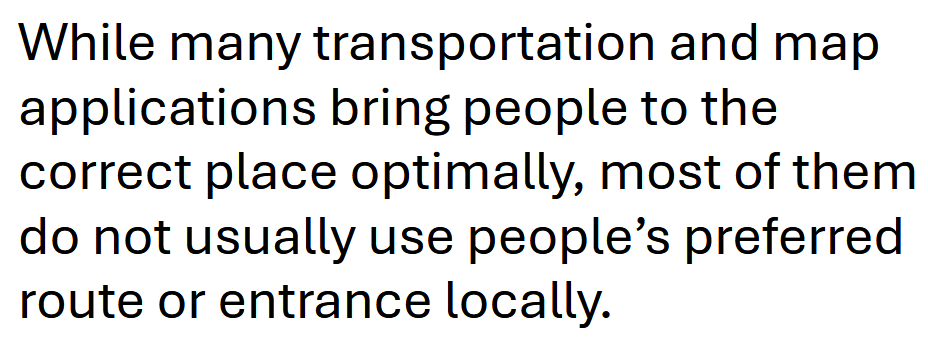 While many transportation and map
applications bring people to the
correct place optimally, most of them
do not usually use people’s preferred
route or entrance locally.